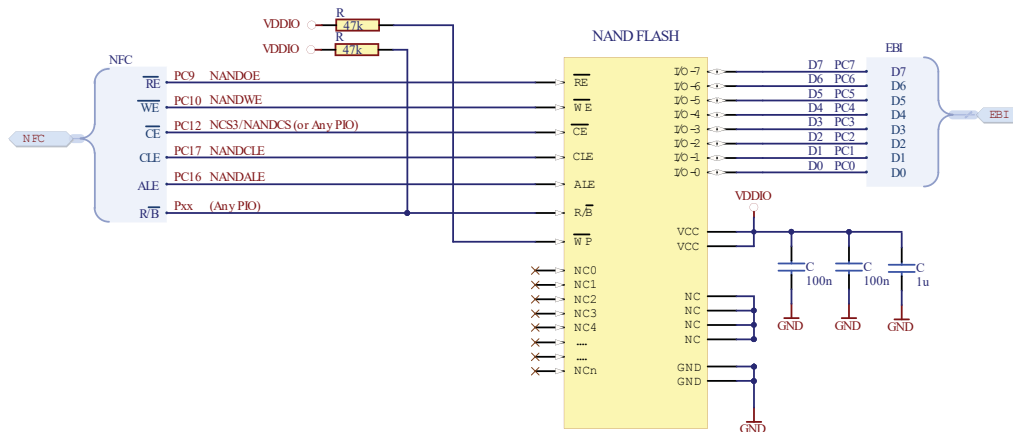 R
VDDIO 47k
R
VDDIO 47k
NAND FLASH
NFC
EBI
RE PC9 NANDOE RE
WE PC10 NANDWE WE
CE PC12 NCS3/NANDCS (or Any PIO) CE
CLE PC17 NANDCLE CLE
ALE PC16 NANDALE ALE
R/B Pxx (Any PIO) R/B
WP
NFC
NC0
NC1
NC2
NC3
NC4
....
....
NCn
I/O-7 D7 PC7 D7
I/O-6 D6 PC6 D6
I/O-5 D5 PC5 D5
I/O-4 D4 PC4 D4
I/O-3 D3 PC3 D3
I/O-2 D2 PC2 D2
I/O-1 D1 PC1 D1
I/O-0 D0 PC0 D0
EBI
VDDIO
VCC
VCC
C
100n
C
100n
C
1u
GND
GND
GND
NC
NC
NC
NC
GND
GND
GND